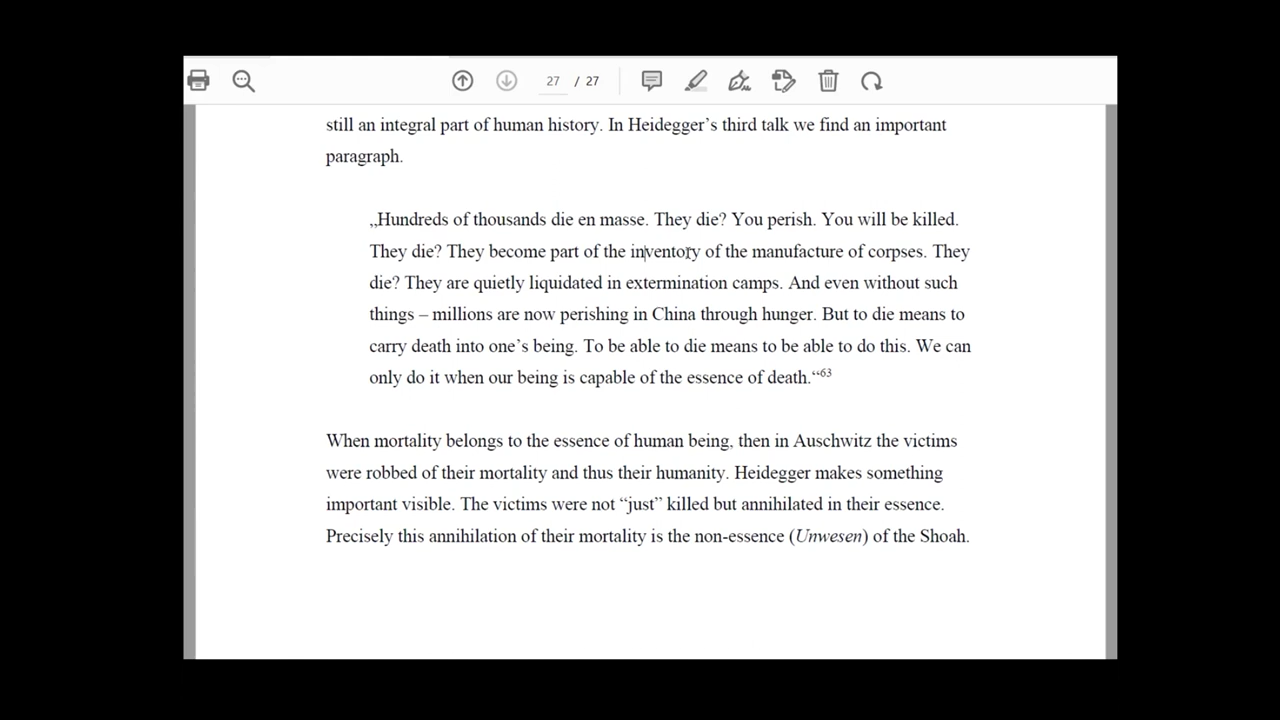 27 / 27
still an integral part of human history. In Heidegger’s third talk we find an important
paragraph.
„Hundreds of thousands die en masse. They die? You perish. You will be killed.
They die? They become part of the inventory of the manufacture of corpses. They
die? They are quietly liquidated in extermination camps. And even without such
things – millions are now perishing in China through hunger. But to die means to
carry death into one’s being. To be able to die means to be able to do this. We can
only do it when our being is capable of the essence of death.“63
When mortality belongs to the essence of human being, then in Auschwitz the victims
were robbed of their mortality and thus their humanity. Heidegger makes something
important visible. The victims were not “just” killed but annihilated in their essence.
Precisely this annihilation of their mortality is the non-essence (Unwesen) of the Shoah.